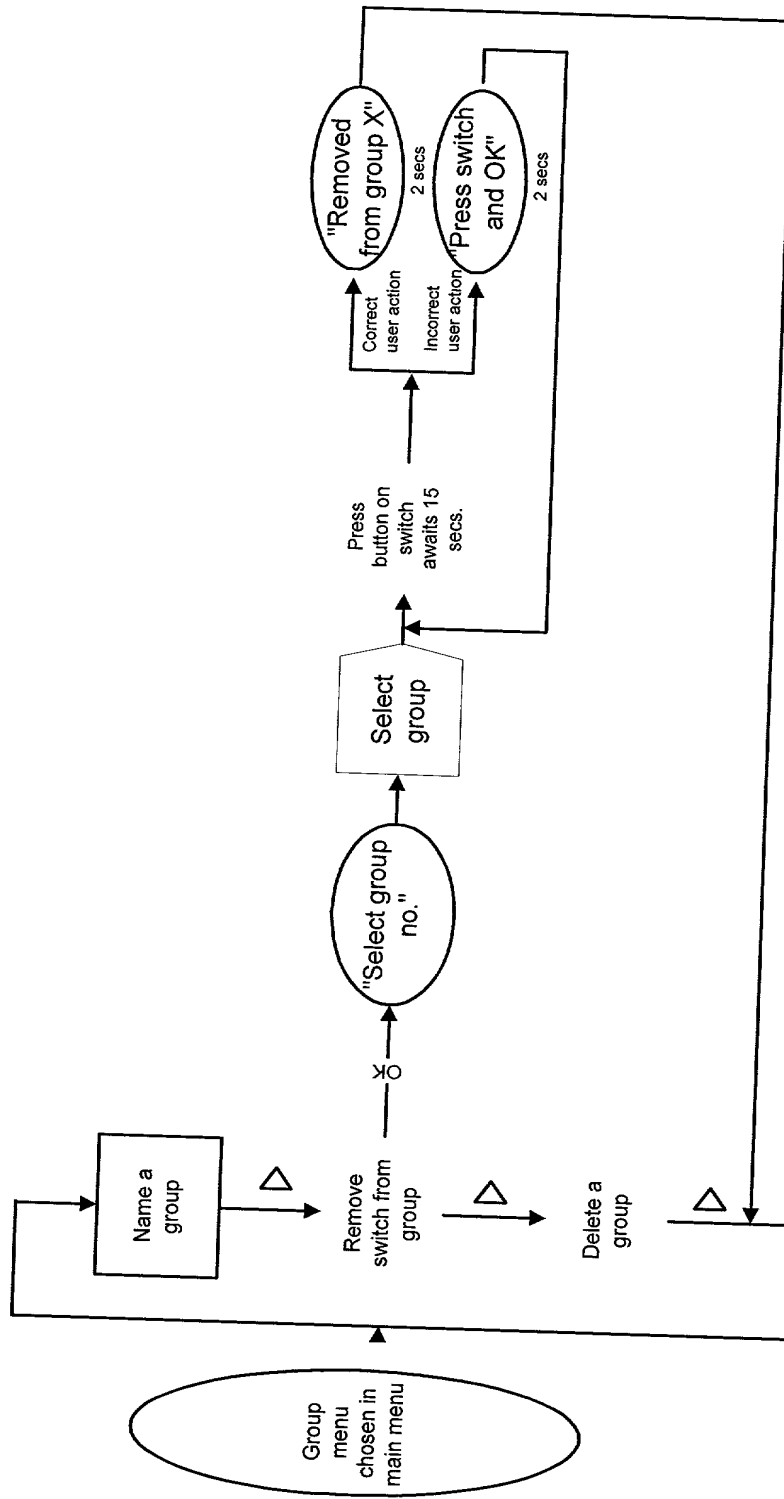 Group
menu
chosen in
main menu
Name a
group
Remove
switch from
group
Delete a
group
OK
"Select group
no."
Select
group
Press
button on
switch
awaits 15
secs.
Correct
user action
Incorrect
user action
"Removed
from group X"
2 secs
"Press switch
and OK"
2 secs